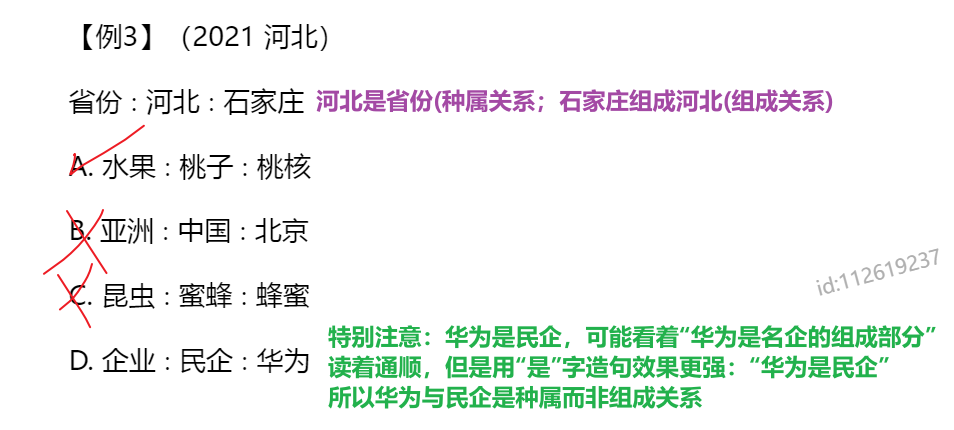 【例3】（2021 河北）
省份 : 河北 : 石家庄 河北是省份(种属关系；石家庄组成河北(组成关系)
A. 水果 : 桃子 : 桃核
B. 亚洲 : 中国 : 北京
id:112619237
C. 昆虫 : 蜜蜂 : 蜂蜜
特别注意：华为是民企，可能看着“华为是名企的组成部分”
D. 企业 : 民企 : 华为 读着通顺，但是用“是”字造句效果更强：“华为是民企”
所以华为与民企是种属而非组成关系